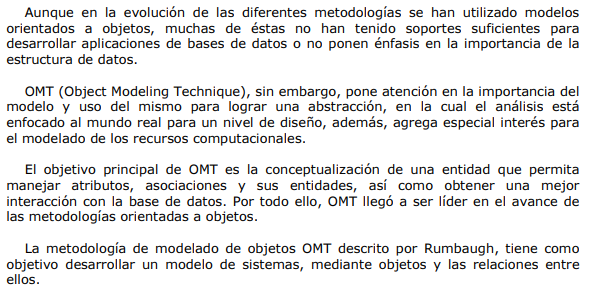 Aunque en la evolución de las diferentes metodologías se han utilizado modelos
orientados a objetos, muchas de éstas no han tenido soportes suficientes para
desarrollar aplicaciones de bases de datos o no ponen énfasis en la importancia de la
estructura de datos.
OMT (Object Modeling Technique), sin embargo, pone atención en la importancia del
modelo y uso del mismo para lograr una abstracción, en la cual el análisis está
enfocado al mundo real para un nivel de diseño, además, agrega especial interés para
el modelado de los recursos computacionales.
El objetivo principal de OMT es la conceptualización de una entidad que permita
manejar atributos, asociaciones y sus entidades, así como obtener una mejor
interacción con la base de datos. Por todo ello, OMT llegó a ser líder en el avance de
las metodologías orientadas a objetos.
La metodología de modelado de objetos OMT descrito por Rumbaugh, tiene como
objetivo desarrollar un modelo de sistemas, mediante objetos y las relaciones entre
ellos.